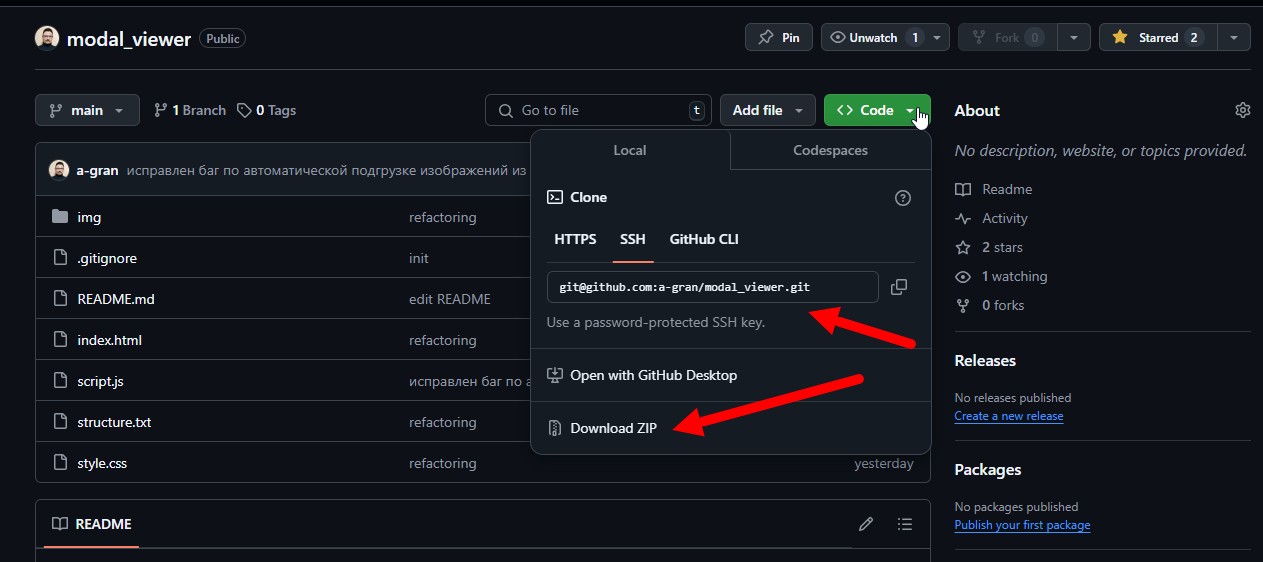 modal_viewer Public
Pin
Unwatch 1
Fork 0
Starred 2
main
1 Branch
0 Tags
Go to file t
Add file
Code
Local
Codespaces
Clone
HTTPS
SSH
GitHub CLI
git@github.com:a-gran/modal_viewer.git
Use a password-protected SSH key.
Open with GitHub Desktop
Download ZIP
a-gran исправлен баг по автоматической подгрузке изображений из
img refactoring
.gitignore init
README.md edit README
index.html refactoring
script.js исправлен баг по а
structure.txt refactoring
style.css refactoring yesterday
README
About
No description, website, or topics provided.
Readme
Activity
2 stars
1 watching
0 forks
Releases
No releases published
Create a new release
Packages
No packages published
Publish your first package